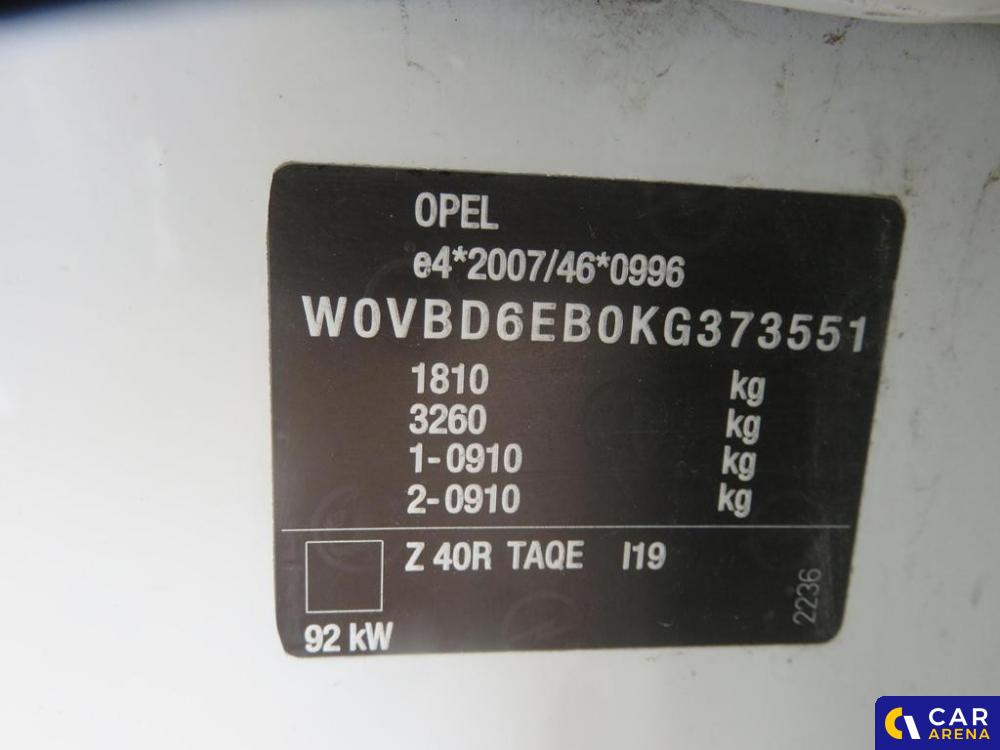 OPEL
e4*2007/46*0996
W0VBD6EB0KG373551
1810 kg
3260 kg
1-0910 kg
2-0910 kg
Z 40R TAQE I19
92 kW
2236
CAR
ARENA